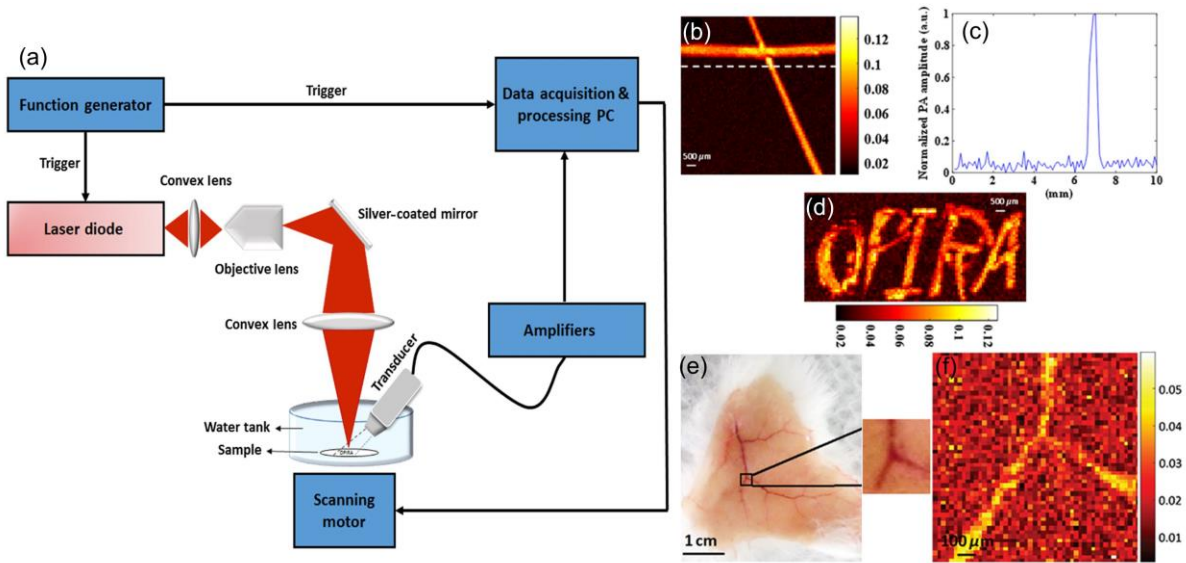 (a)
Function generator
Trigger
Data acquisition &
processing PC
Trigger
Convex lens
Laser diode
Silver-coated mirror
Objective lens
Convex lens
Amplifiers
Transducer
Water tank
Sample
OPIRA
Scanning
motor
(b)
500 μm
0.12
0.1
0.08
0.06
0.04
0.02
(c)
Normalized PA amplitude (a.u.)
1
0.8
0.6
0.4
0.2
0
0 2 4 6 8 10
(mm)
(d)
500 μm
OPIRA
0.02 0.04 0.06 0.08 0.1 0.12
(e)
1 cm
(f)
100 μm
0.05
0.04
0.03
0.02
0.01